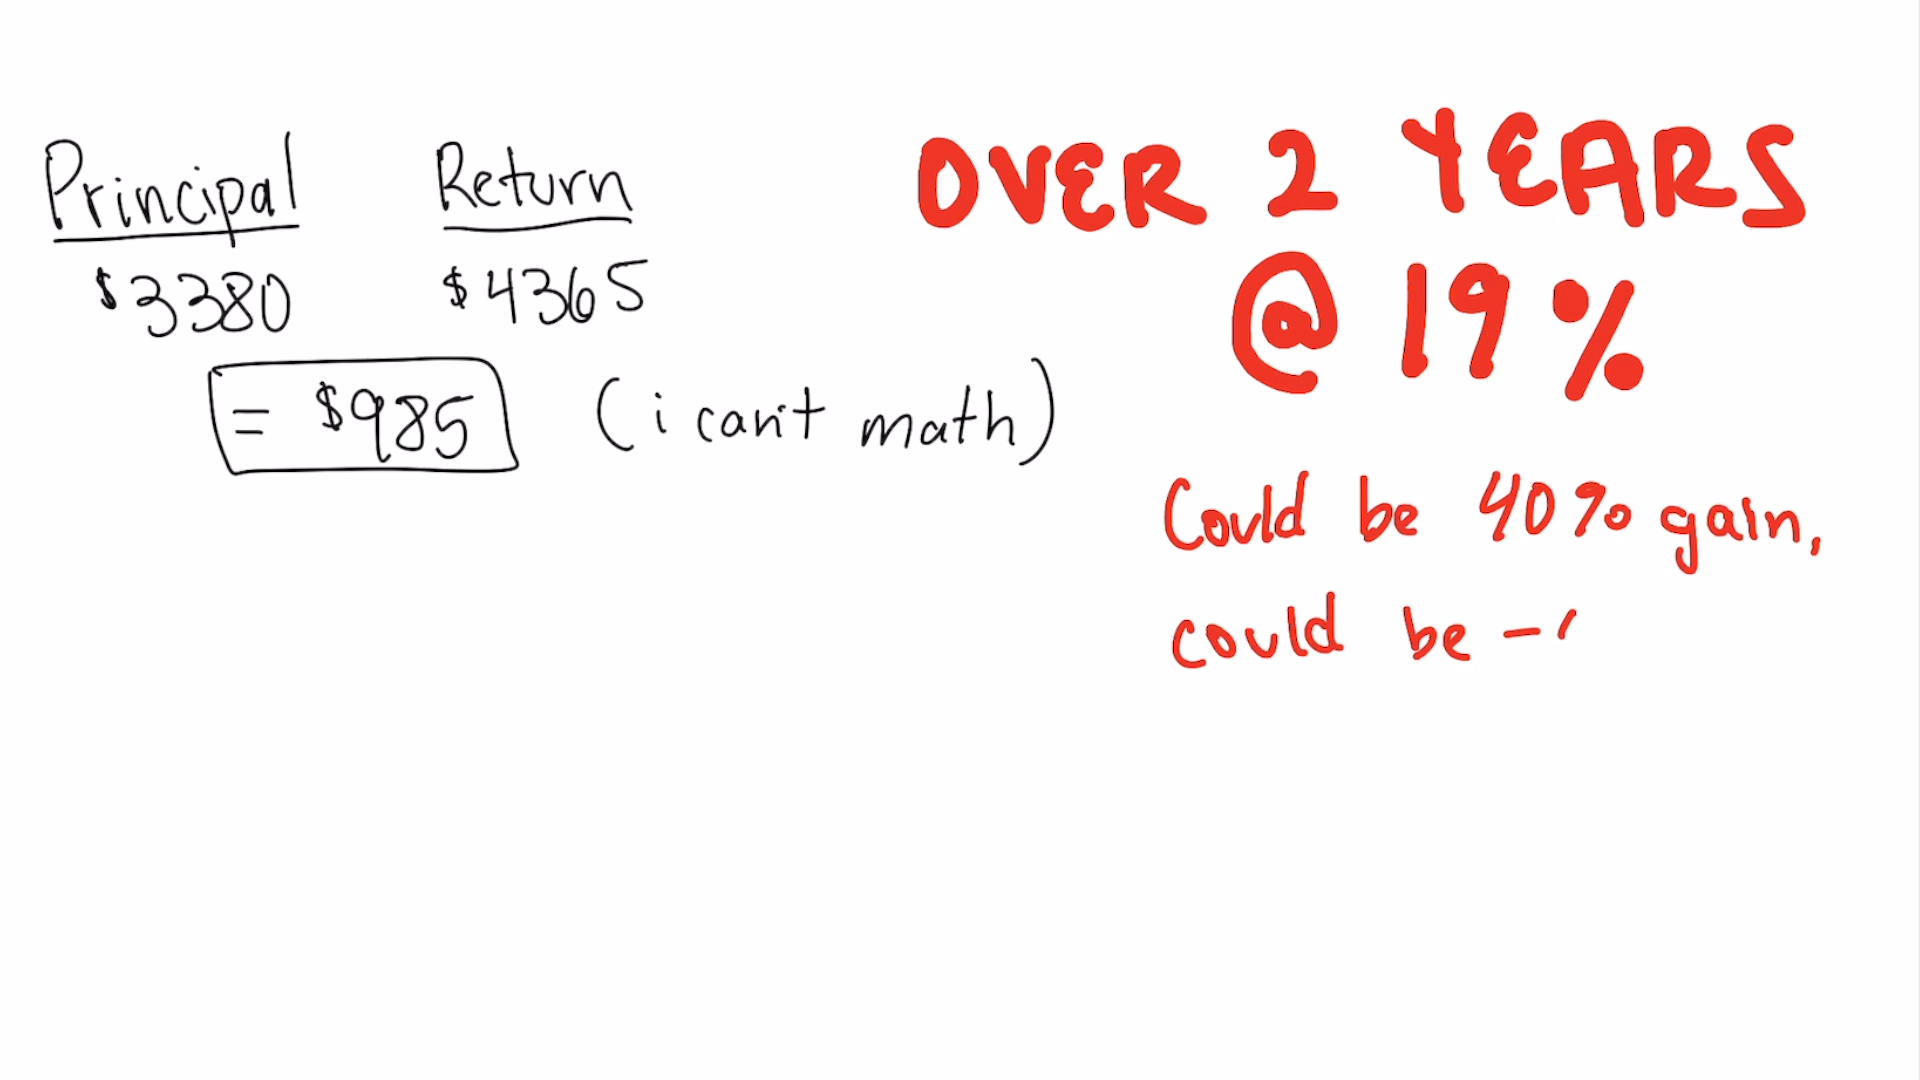 Principal Return
$3380 $4365
= $985 (i can't math)
OVER 2 YEARS
@ 19%
Could be 40% gain,
could be -